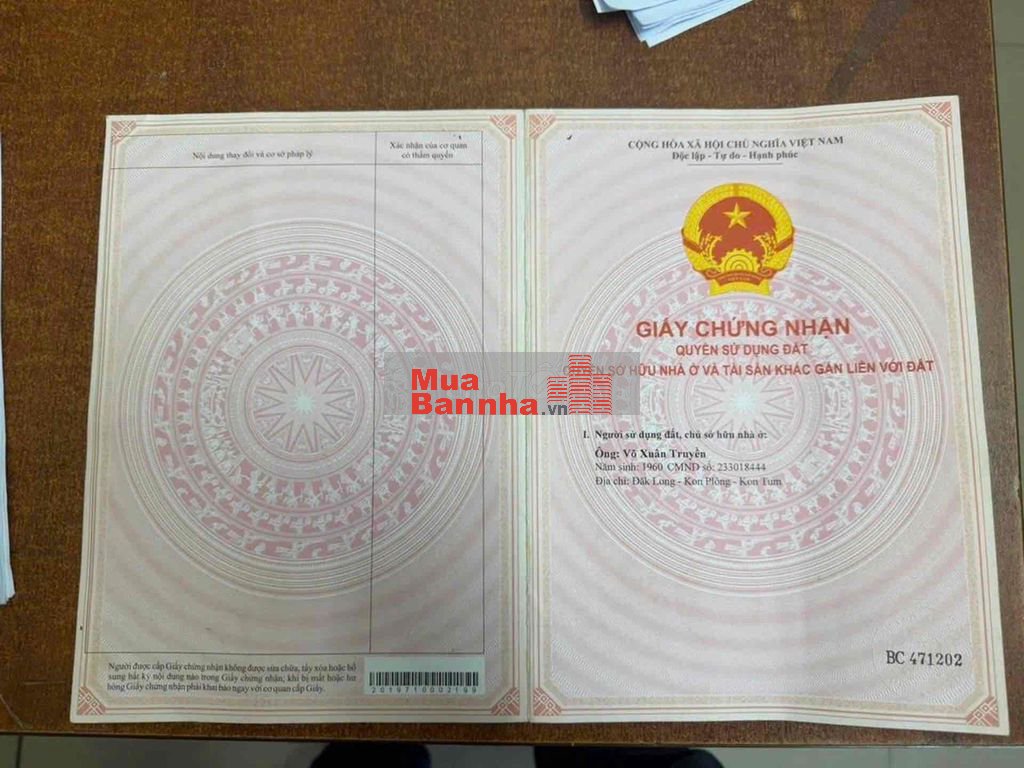 Nội dung thay đổi và cơ sở pháp lý
Xác nhận của cơ quan
có thẩm quyền
Người được cấp Giấy chứng nhận không được sửa chữa, tẩy xóa hoặc bổ
sung bất kỳ nội dung nào trong Giấy chứng nhận; khi bị mất hoặc hư
hỏng Giấy chứng nhận phải khai báo ngay với cơ quan cấp Giấy.
2019710002199
CỘNG HÒA XÃ HỘI CHỦ NGHĨA VIỆT NAM
Độc lập - Tự do - Hạnh phúc
GIẤY CHỨNG NHẬN
QUYỀN SỬ DỤNG ĐẤT
QUYỀN SỞ HỮU NHÀ Ở VÀ TÀI SẢN KHÁC GẮN LIỀN VỚI ĐẤT
Mua
Bannha.vn
I. Người sử dụng đất, chủ sở hữu nhà ở:
Ông: Võ Xuân Truyền
Năm sinh: 1960 CMND số: 233018444
Địa chỉ: Đăk Long - Kon Plông - Kon Tum
BC 471202